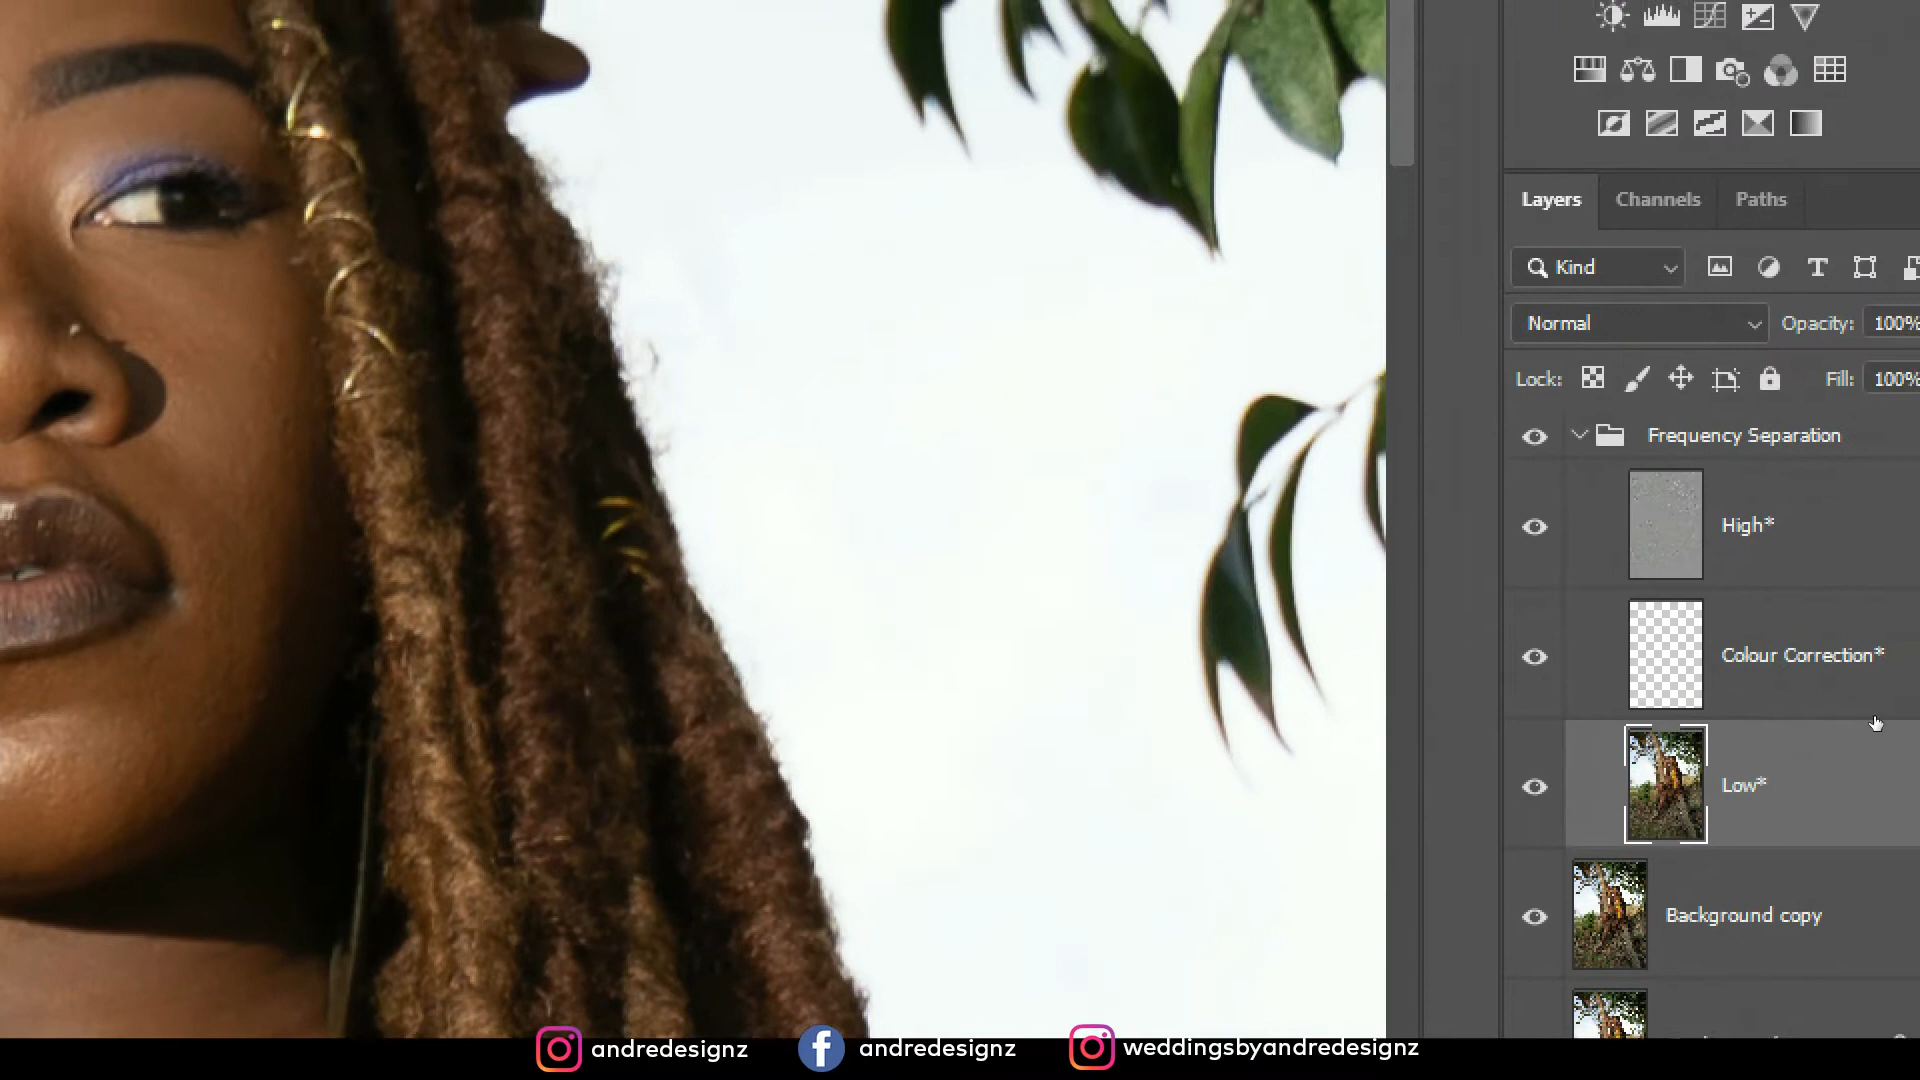 Layers Channels Paths
Kind
Normal Opacity: 100%
Lock: Fill: 100%
Frequency Separation
High*
Colour Correction*
Low*
Background copy
andredesignz andredesignz weddingsbyandredesignz